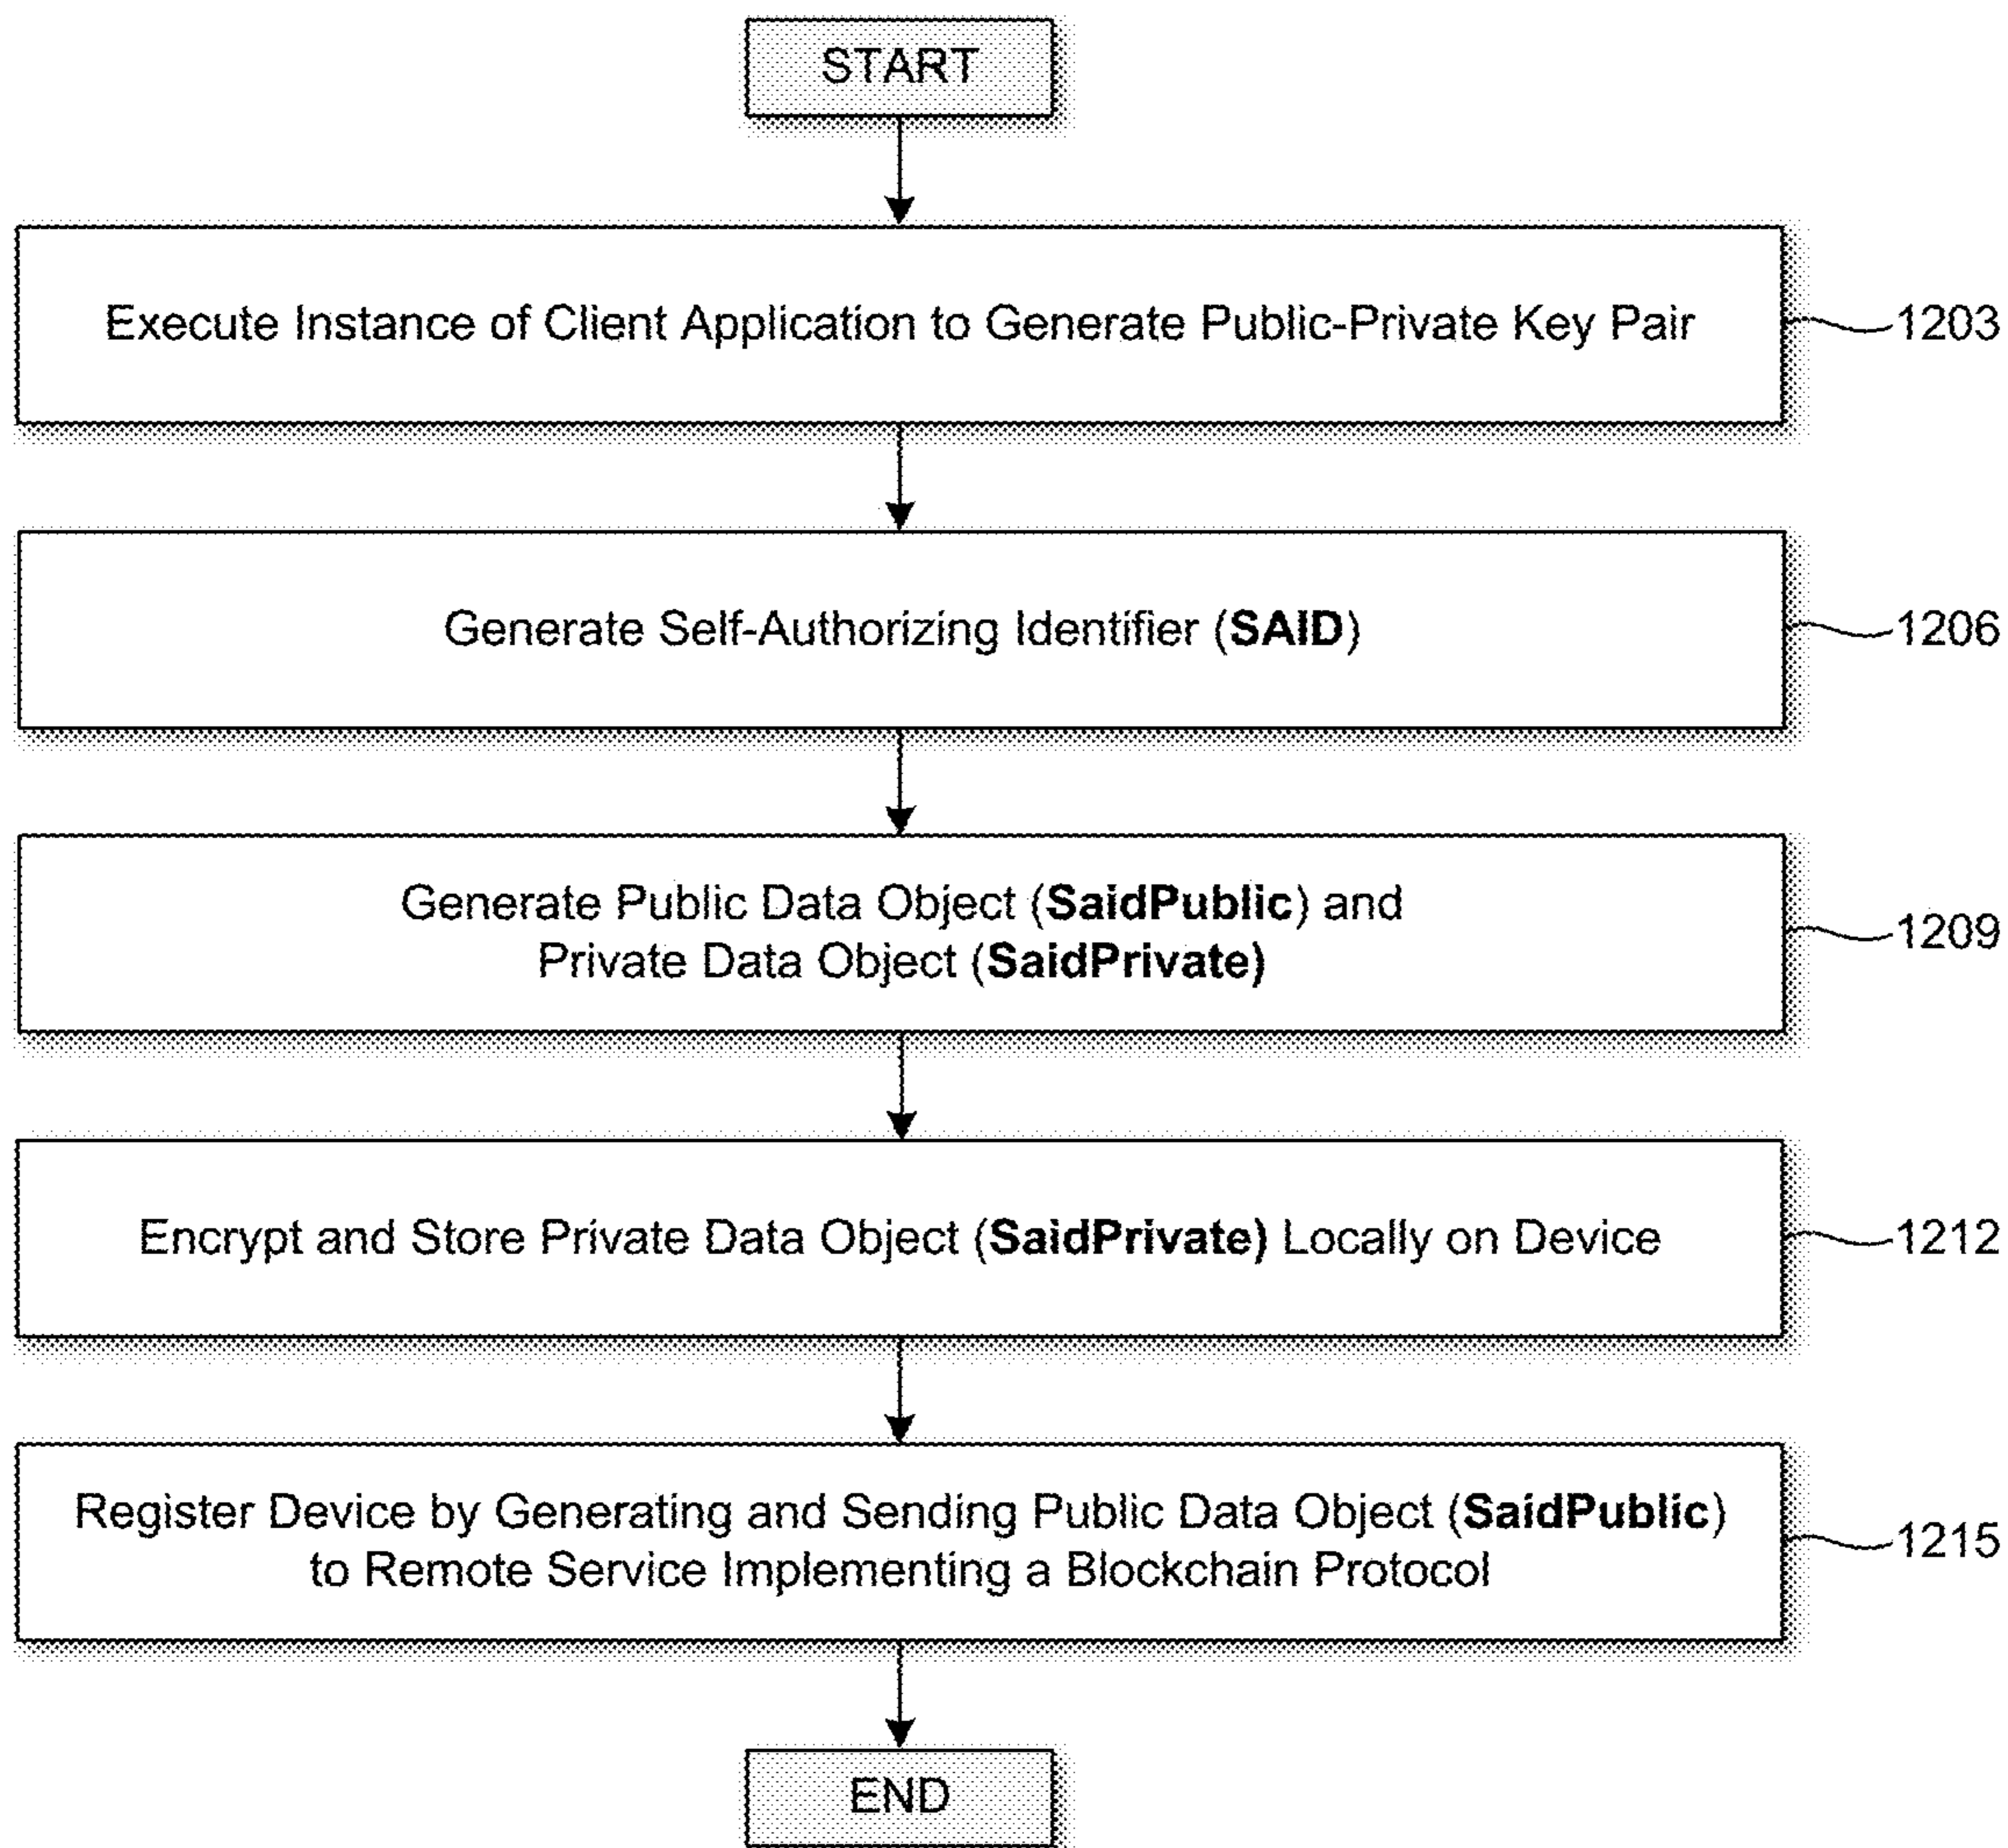 START
Execute Instance of Client Application to Generate Public-Private Key Pair
1203
Generate Self-Authorizing Identifier (SAID)
1206
Generate Public Data Object (SaidPublic) and
Private Data Object (SaidPrivate)
1209
Encrypt and Store Private Data Object (SaidPrivate) Locally on Device
1212
Register Device by Generating and Sending Public Data Object (SaidPublic)
to Remote Service Implementing a Blockchain Protocol
1215
END